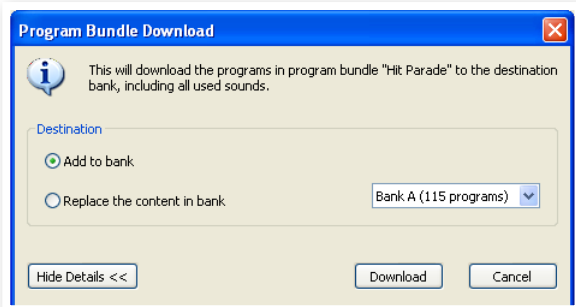 Program Bundle Download
This will download the programs in program bundle "Hit Parade" to the destination
bank, including all used sounds.
Destination
Add to bank
Replace the content in bank
Bank A (115 programs)
Hide Details <<
Download
Cancel